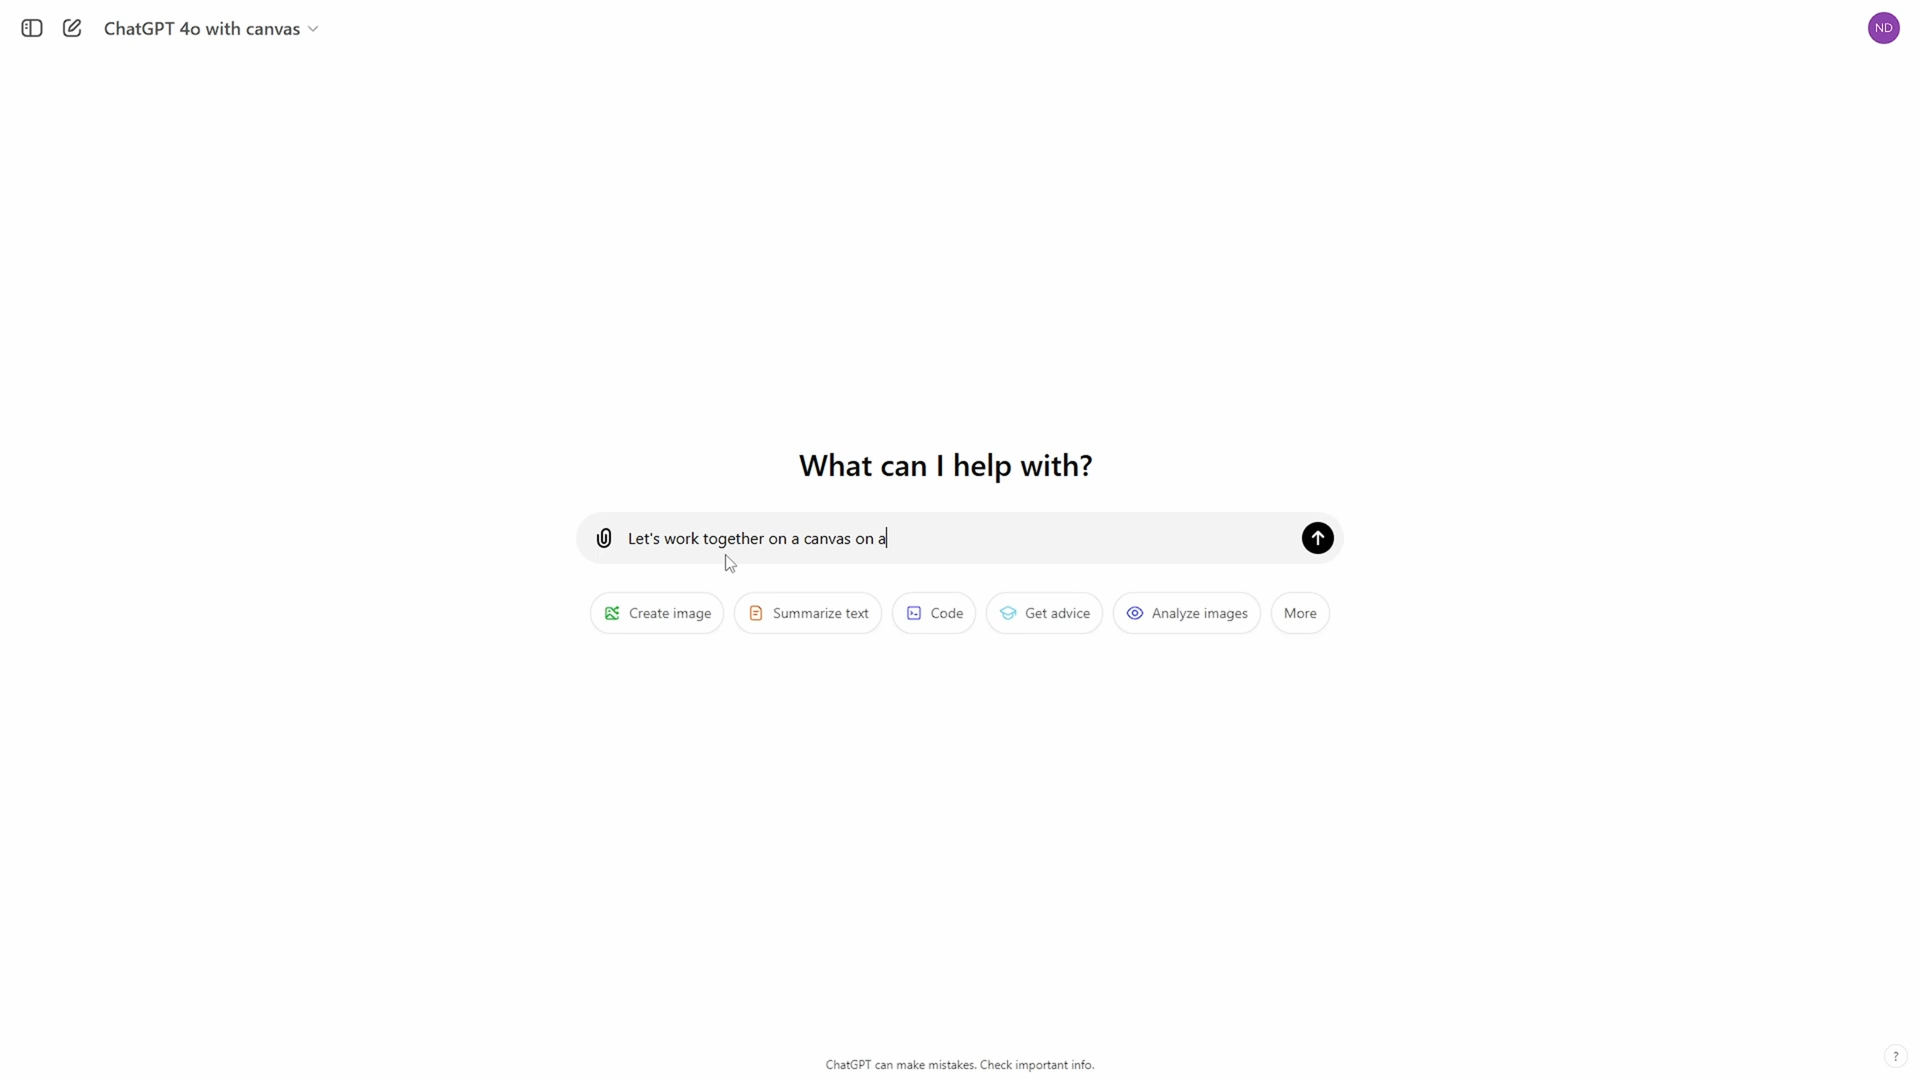 ChatGPT 4o with canvas
ND
What can I help with?
Let's work together on a canvas on a
Create image
Summarize text
Code
Get advice
Analyze images
More
ChatGPT can make mistakes. Check important info.
?